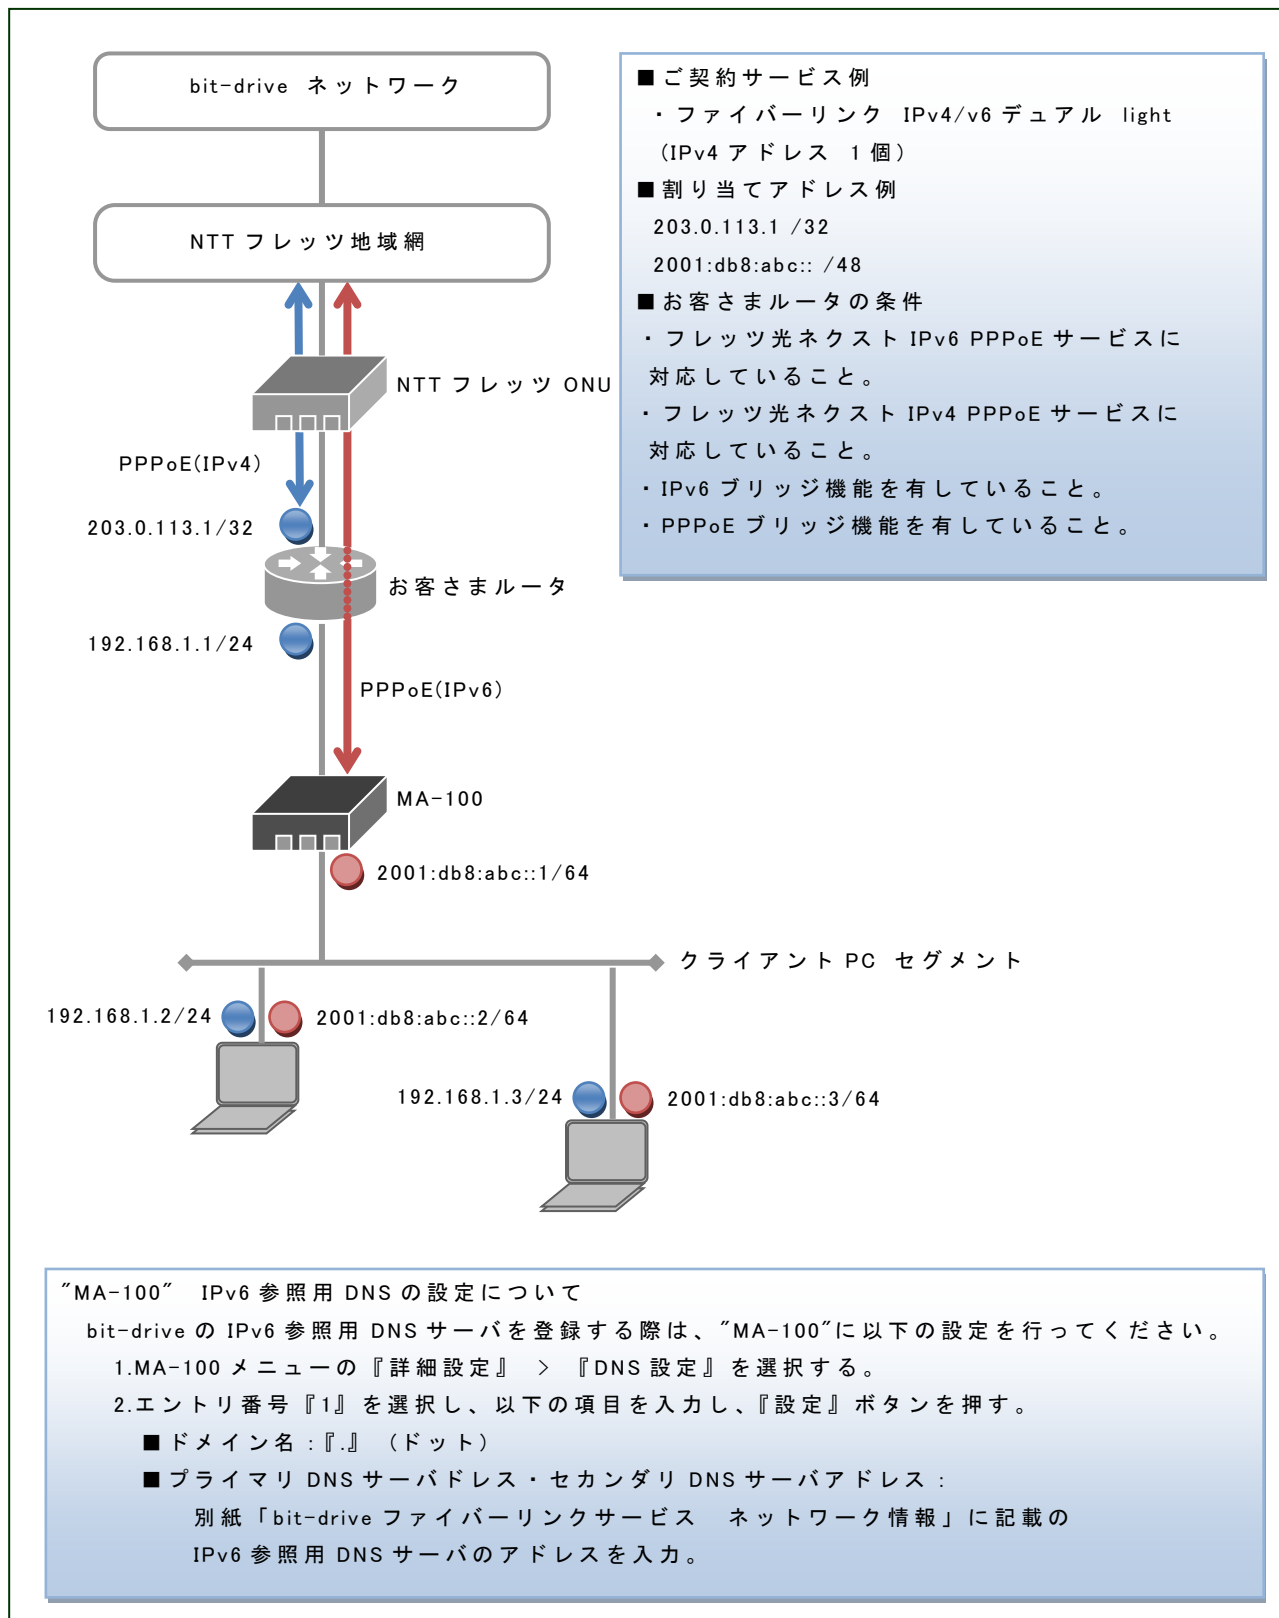 bit-drive ネットワーク
NTT フレッツ地域網
NTT フレッツ ONU
PPPoE(IPv4)
203.0.113.1/32
お客さまルータ
192.168.1.1/24
PPPoE(IPv6)
MA-100
2001:db8:abc::1/64
クライアント PC セグメント
192.168.1.2/24
2001:db8:abc::2/64
192.168.1.3/24
2001:db8:abc::3/64
■ご契約サービス例
・ファイバーリンク IPv4/v6 デュアル light
(IPv4 アドレス 1 個)
■割り当てアドレス例
203.0.113.1 /32
2001:db8:abc:: /48
■お客さまルータの条件
・フレッツ光ネクスト IPv6 PPPoE サービスに
対応していること。
・フレッツ光ネクスト IPv4 PPPoE サービスに
対応していること。
・IPv6 ブリッジ機能を有していること。
・PPPoE ブリッジ機能を有していること。
"MA-100" IPv6 参照用 DNS の設定について
bit-drive の IPv6 参照用 DNS サーバを登録する際は、"MA-100"に以下の設定を行ってください。
1.MA-100 メニューの『詳細設定』 > 『DNS 設定』を選択する。
2.エントリ番号『1』を選択し、以下の項目を入力し、『設定』ボタンを押す。
■ドメイン名:『.』 (ドット)
■プライマリ DNS サーバドレス・セカンダリ DNS サーバアドレス:
別紙「bit-drive ファイバーリンクサービス ネットワーク情報」に記載の
IPv6 参照用 DNS サーバのアドレスを入力。